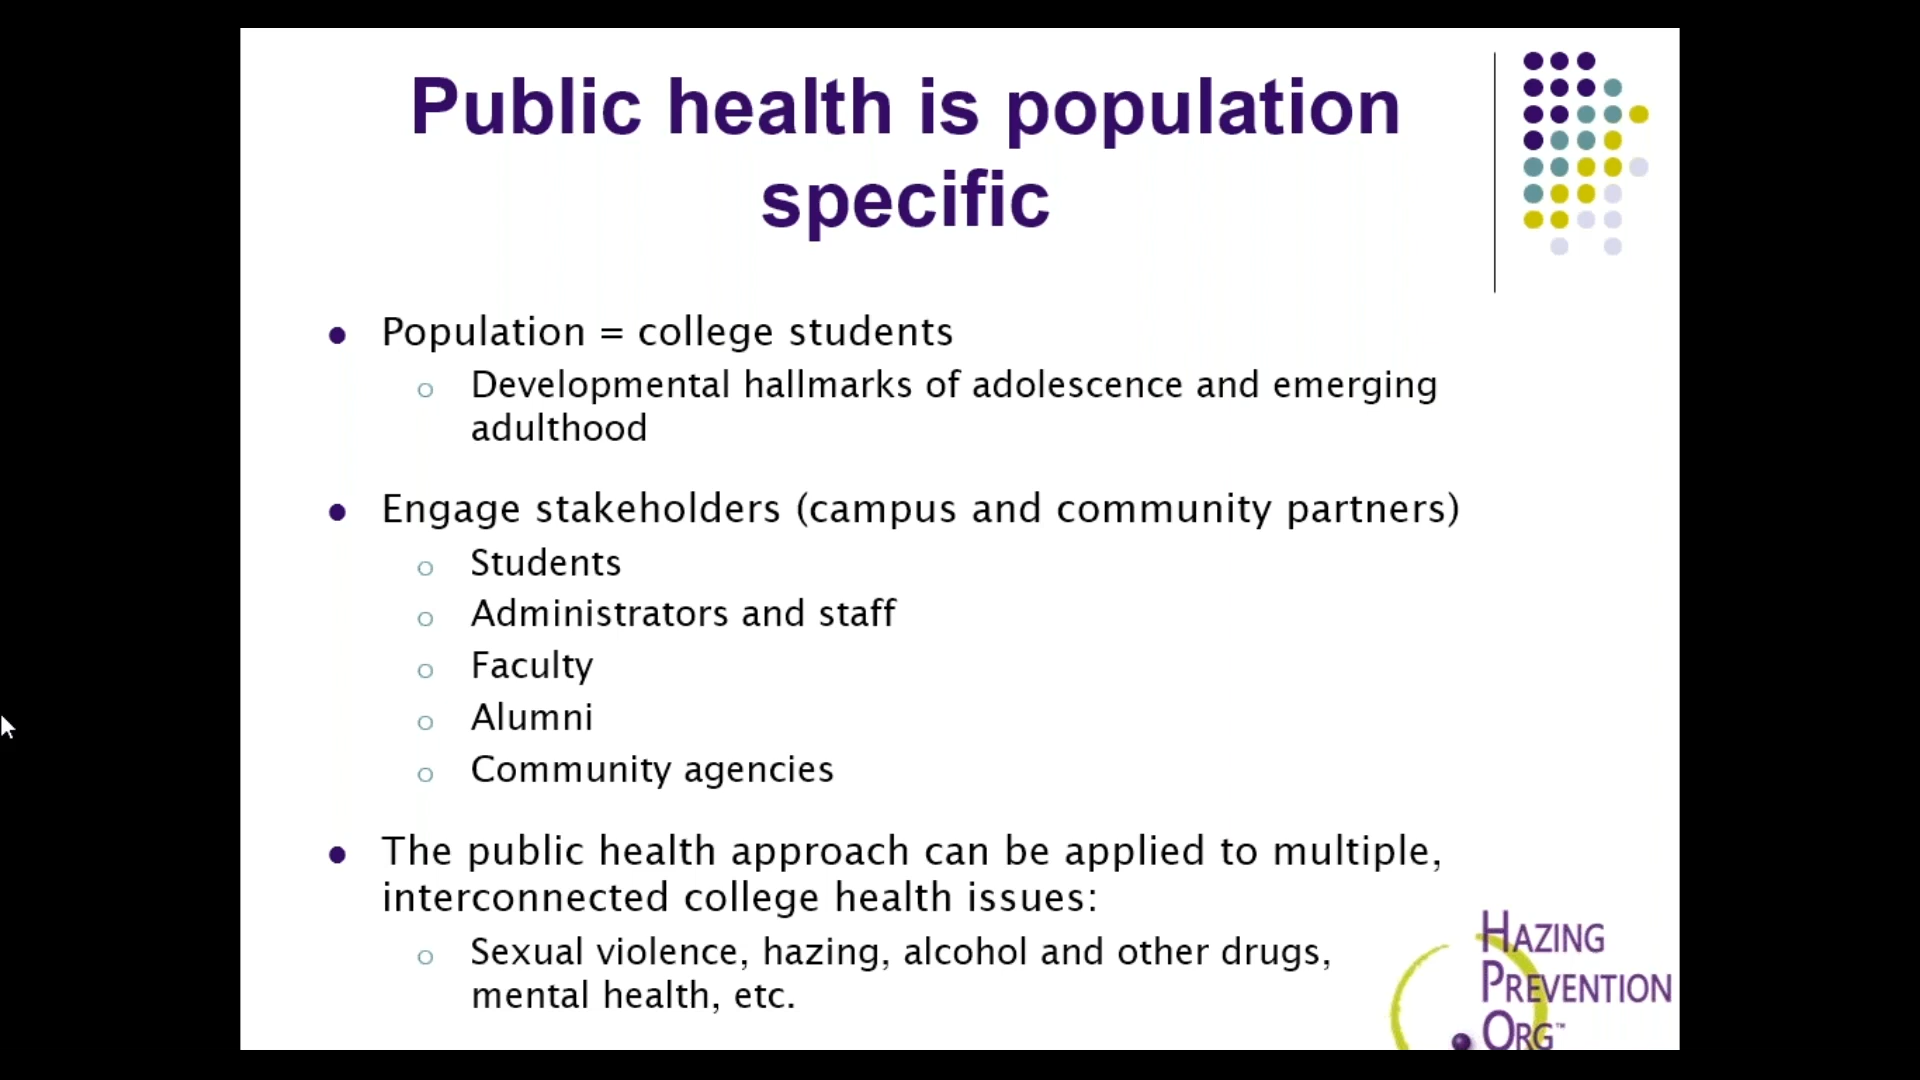 Public health is population
specific
Population = college students
Developmental hallmarks of adolescence and emerging
adulthood
Engage stakeholders (campus and community partners)
Students
Administrators and staff
Faculty
Alumni
Community agencies
The public health approach can be applied to multiple,
interconnected college health issues:
Sexual violence, hazing, alcohol and other drugs,
mental health, etc.
HAZING
PREVENTION
ORG™